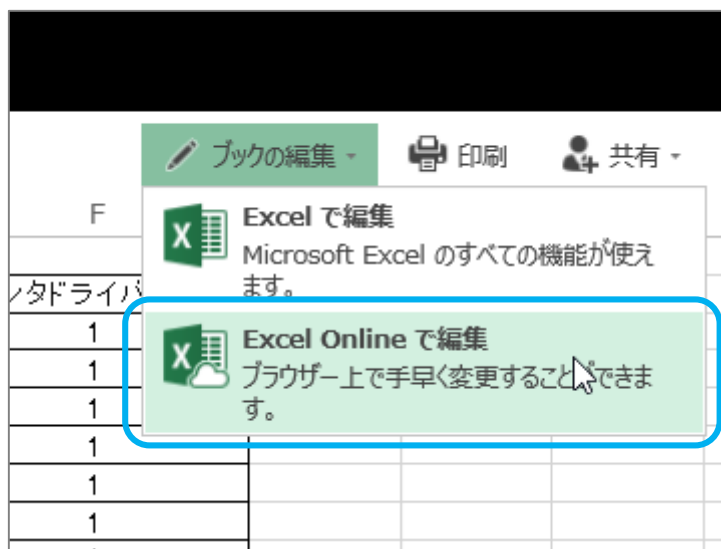 ブックの編集 印刷 共有
F
Excel で編集
Microsoft Excel のすべての機能が使え
ます。
ンタドライバ
Excel Online で編集
ブラウザー上で手早く変更することができま
す。
1
1
1
1
1
1